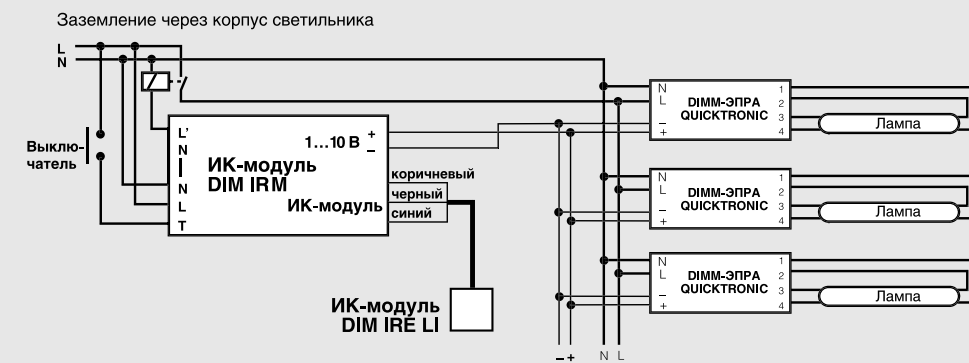 Заземление через корпус светильника
L
N
Выклю-
чатель
L'
N
N
L
T
1...10 В
+
–
ИК-модуль
DIM IRM
ИК-модуль
коричневый
черный
синий
ИК-модуль
DIM IRE LI
N
L
–
+
DIMM-ЭПРА
QUICKTRONIC
1
2
3
4
Лампа
N
L
–
+
DIMM-ЭПРА
QUICKTRONIC
1
2
3
4
Лампа
N
L
–
+
DIMM-ЭПРА
QUICKTRONIC
1
2
3
4
Лампа
– + N L